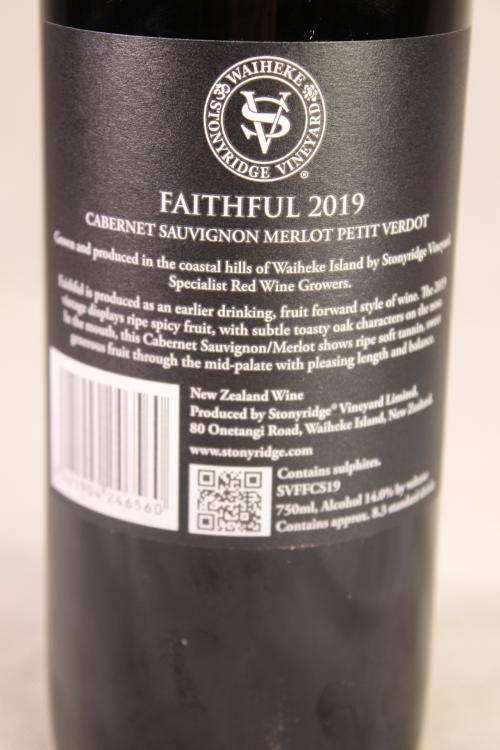 WAIHEKE
STONYRIDGE VINEYARD
SV
®
FAITHFUL 2019
CABERNET SAUVIGNON MERLOT PETIT VERDOT
Grown and produced in the coastal hills of Waiheke Island by Stonyridge Vineyard,
Specialist Red Wine Growers.
Faithful is produced as an earlier drinking, fruit forward style of wine. The 2019
vintage displays ripe spicy fruit, with subtle toasty oak characters on the nose,
in the mouth, this Cabernet Sauvignon/Merlot shows ripe soft tannin, sweet
generous fruit through the mid-palate with pleasing length and balance.
New Zealand Wine
Produced by Stonyridge® Vineyard Limited,
80 Onetangi Road, Waiheke Island, New Zealand.
www.stonyridge.com
Contains sulphites.
SVFFCS19
750ml, Alcohol 14.0% by volume
Contains approx. 8.3 standard drinks
246560